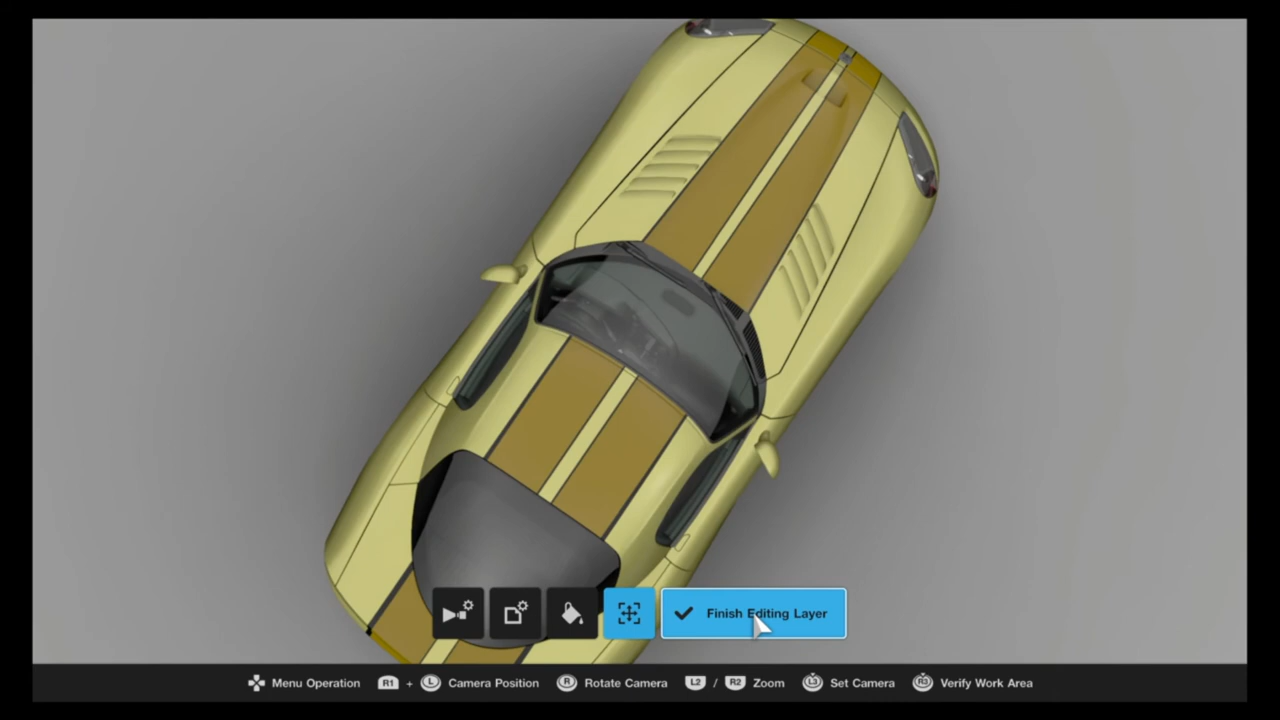 Finish Editing Layer
Menu Operation R1 + L Camera Position R Rotate Camera L2 / R2 Zoom L3 Set Camera R3 Verify Work Area